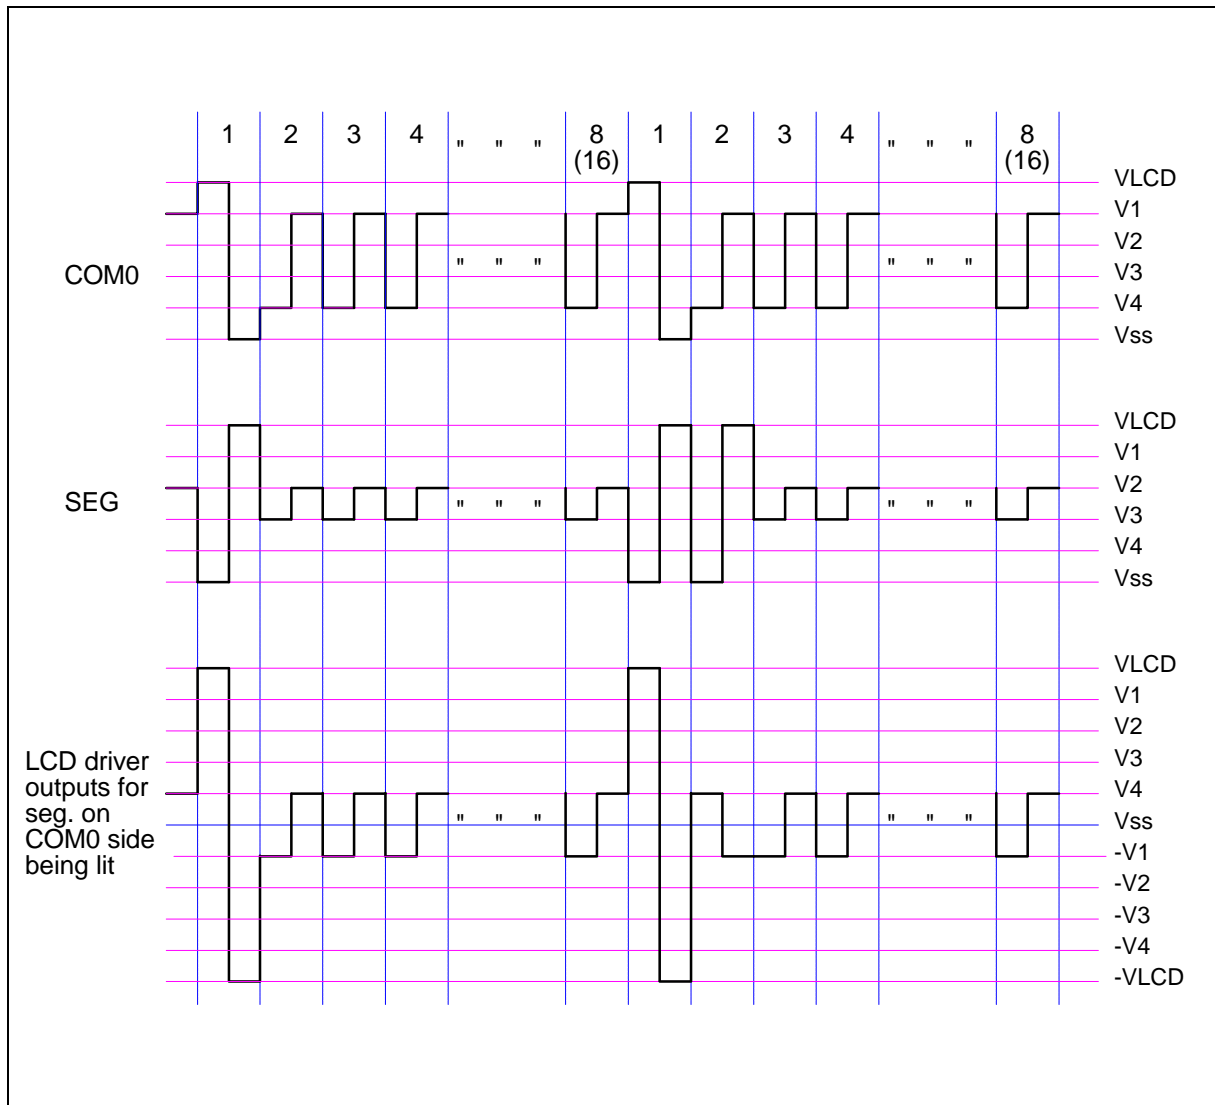 1 2 3 4 " " " 8 1 2 3 4 " " " 8
(16) (16)
VLCD
V1
V2
COM0 " " " " " " V3
V4
Vss
VLCD
V1
V2
SEG " " " " " " V3
V4
Vss
VLCD
V1
V2
V3
LCD driver
outputs for
seg. on
COM0 side
being lit
" " " " " "
V4
Vss
-V1
-V2
-V3
-V4
-VLCD